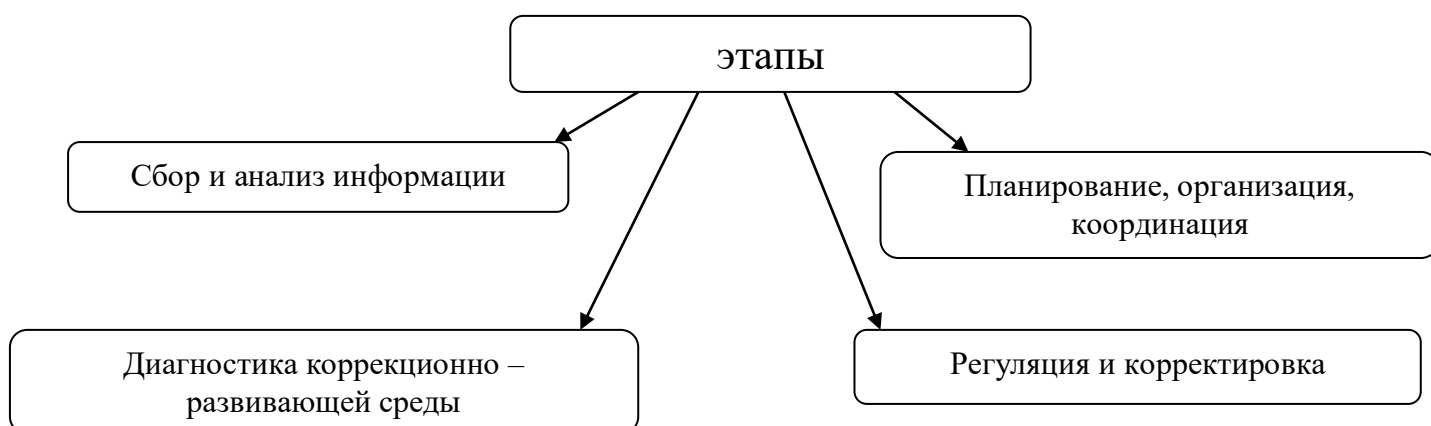 этапы
Сбор и анализ информации
Планирование, организация,
координация
Диагностика коррекционно –
развивающей среды
Регуляция и корректировка